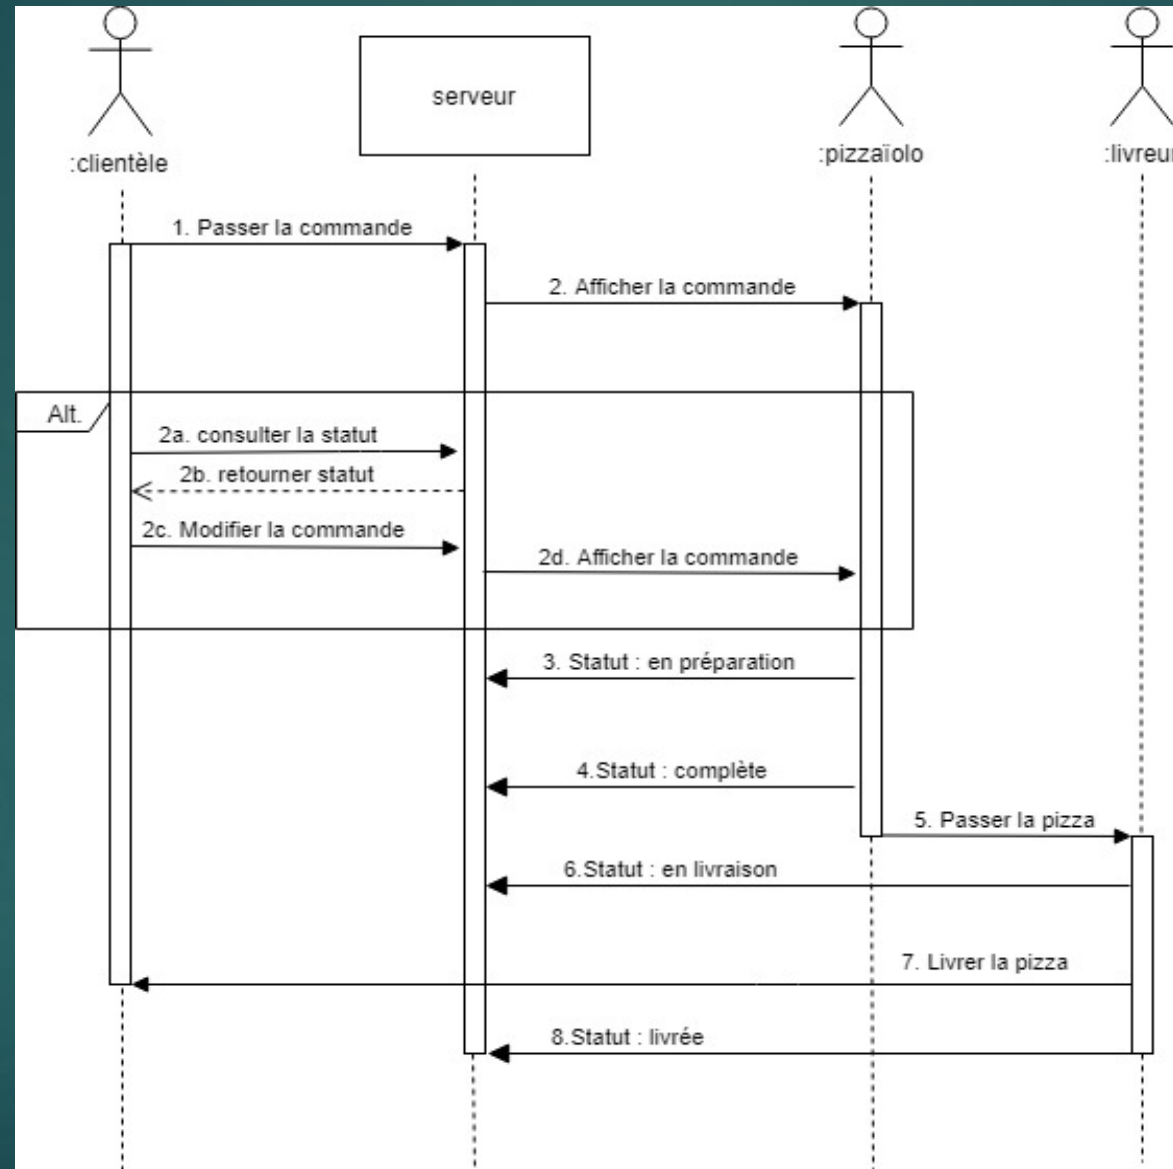 serveur
:clientèle
:pizzaïolo
:livreur
1. Passer la commande
2. Afficher la commande
Alt.
2a. consulter la statut
2b. retourner statut
2c. Modifier la commande
2d. Afficher la commande
3. Statut : en préparation
4.Statut : complète
5. Passer la pizza
6.Statut : en livraison
7. Livrer la pizza
8.Statut : livrée